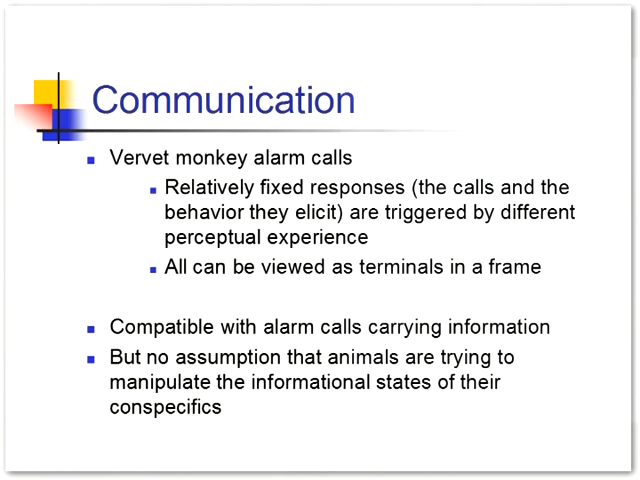 Communication
Vervet monkey alarm calls
Relatively fixed responses (the calls and the
behavior they elicit) are triggered by different
perceptual experience
All can be viewed as terminals in a frame
Compatible with alarm calls carrying information
But no assumption that animals are trying to
manipulate the informational states of their
conspecifics